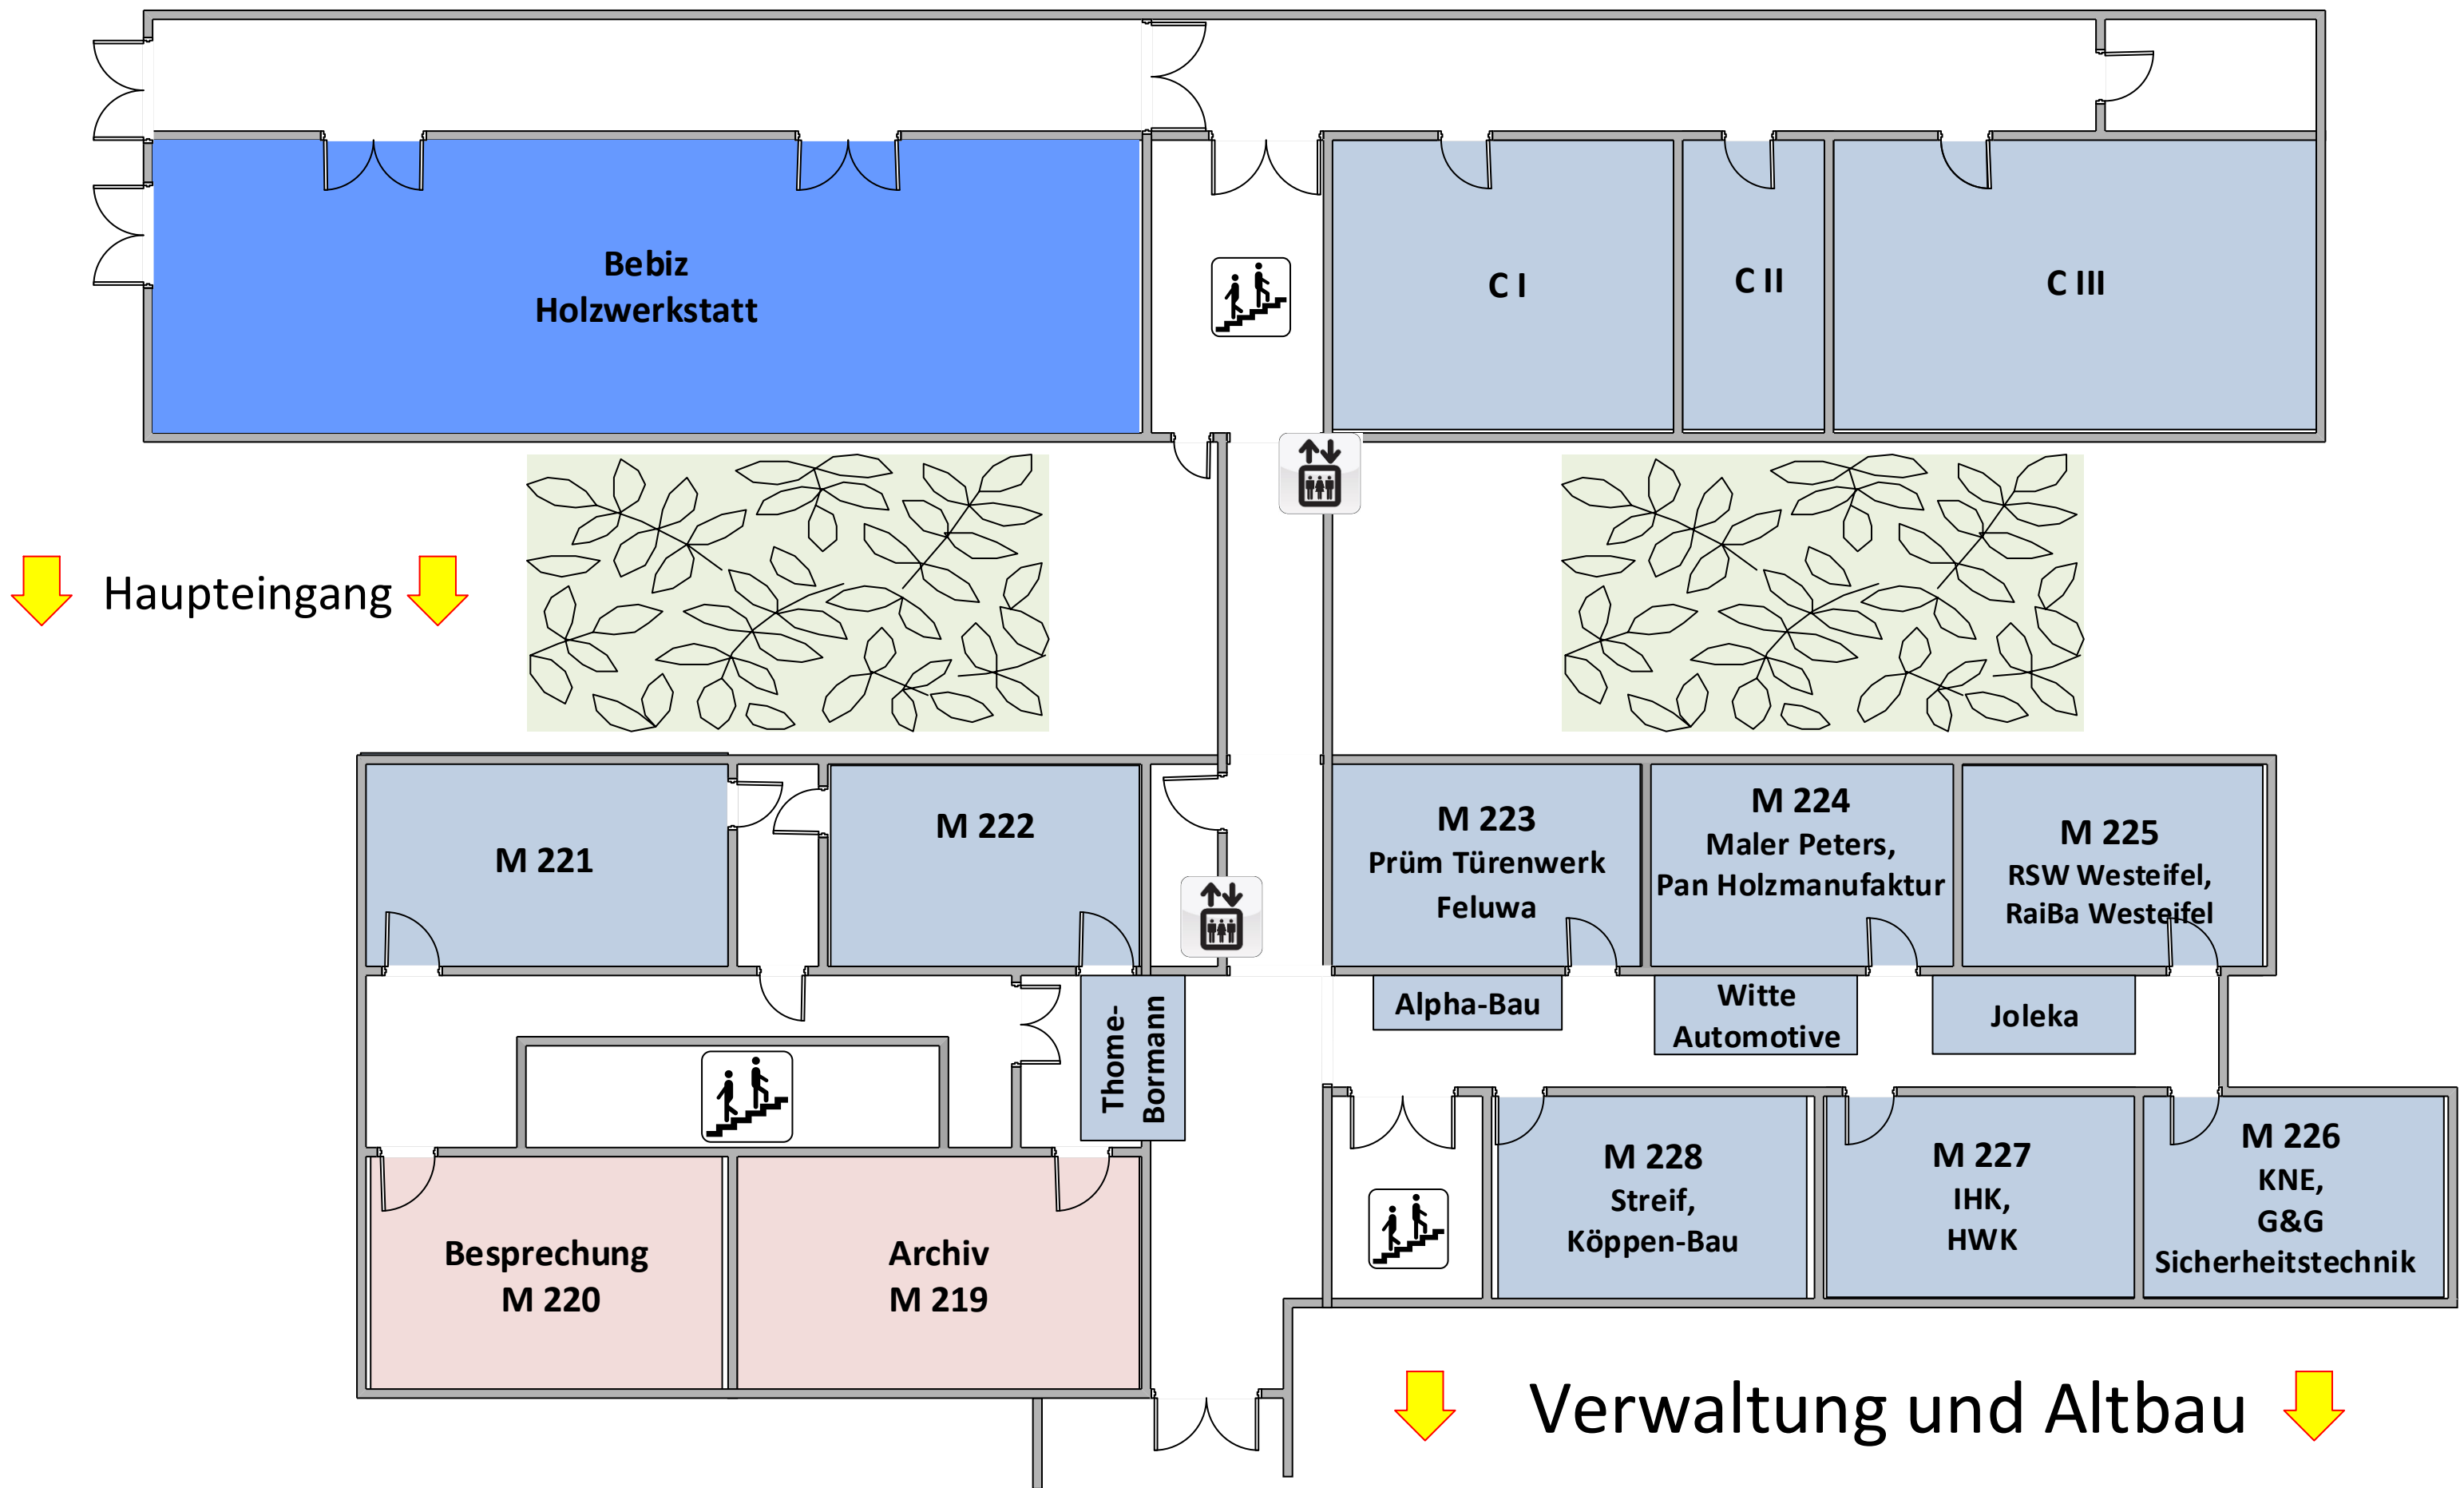 Bebiz
Holzwerkstatt
C I
C II
C III
Haupteingang
M 221
M 222
M 223
Prüm Türenwerk
Feluwa
M 224
Maler Peters,
Pan Holzmanufaktur
M 225
RSW Westeifel,
RaiBa Westeifel
Thome-
Bormann
Alpha-Bau
Witte
Automotive
Joleka
Besprechung
M 220
Archiv
M 219
M 228
Streif,
Köppen-Bau
M 227
IHK,
HWK
M 226
KNE,
G&G
Sicherheitstechnik
Verwaltung und Altbau